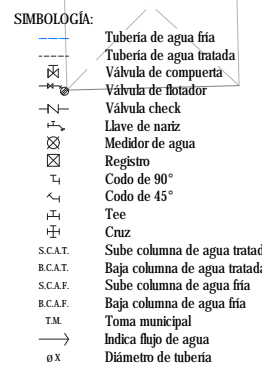 SIMBOLOGÍA:
Tubería de agua fría
Tubería de agua tratada
Válvula de compuerta
Válvula de flotador
Válvula check
Llave de nariz
Medidor de agua
Registro
Codo de 90°
Codo de 45°
Tee
Cruz
S.C.A.T. Sube columna de agua tratad
B.C.A.T. Baja columna de agua tratada
S.C.A.F. Sube columna de agua fría
B.C.A.F. Baja columna de agua fría
T.M. Toma municipal
Indica flujo de agua
ø X Diámetro de tubería